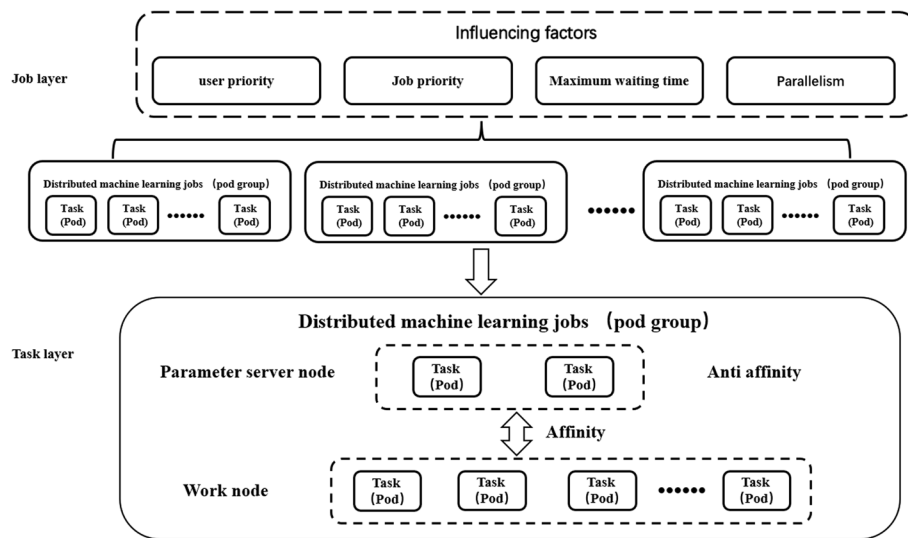 Influencing factors
Job layer
user priority
Job priority
Maximum waiting time
Parallelism
Distributed machine learning jobs （pod group）
Task
(Pod)
Task
(Pod)
••••••
Task
(Pod)
Distributed machine learning jobs （pod group）
Task
(Pod)
Task
(Pod)
••••••
Task
(Pod)
••••••
Distributed machine learning jobs （pod group）
Task
(Pod)
Task
(Pod)
••••••
Task
(Pod)
Task layer
Distributed machine learning jobs （pod group）
Parameter server node
Task
(Pod)
Task
(Pod)
Anti affinity
Affinity
Work node
Task
(Pod)
Task
(Pod)
Task
(Pod)
••••••
Task
(Pod)